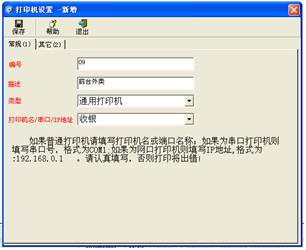 打印机设置 -新增
保存 帮助 退出
常规(1) 其它(2)
编号 09
描述 前台外卖
类型 通用打印机
打印机名/串口/IP地址 收银
如果普通打印机请填写打印机名或端口名称；如果为串口打印机则
填写串口号，格式为COM1;如果为网口打印机则填写IP地址,格式为
:192.168.0.1 。请认真填写，否则打印将出错!